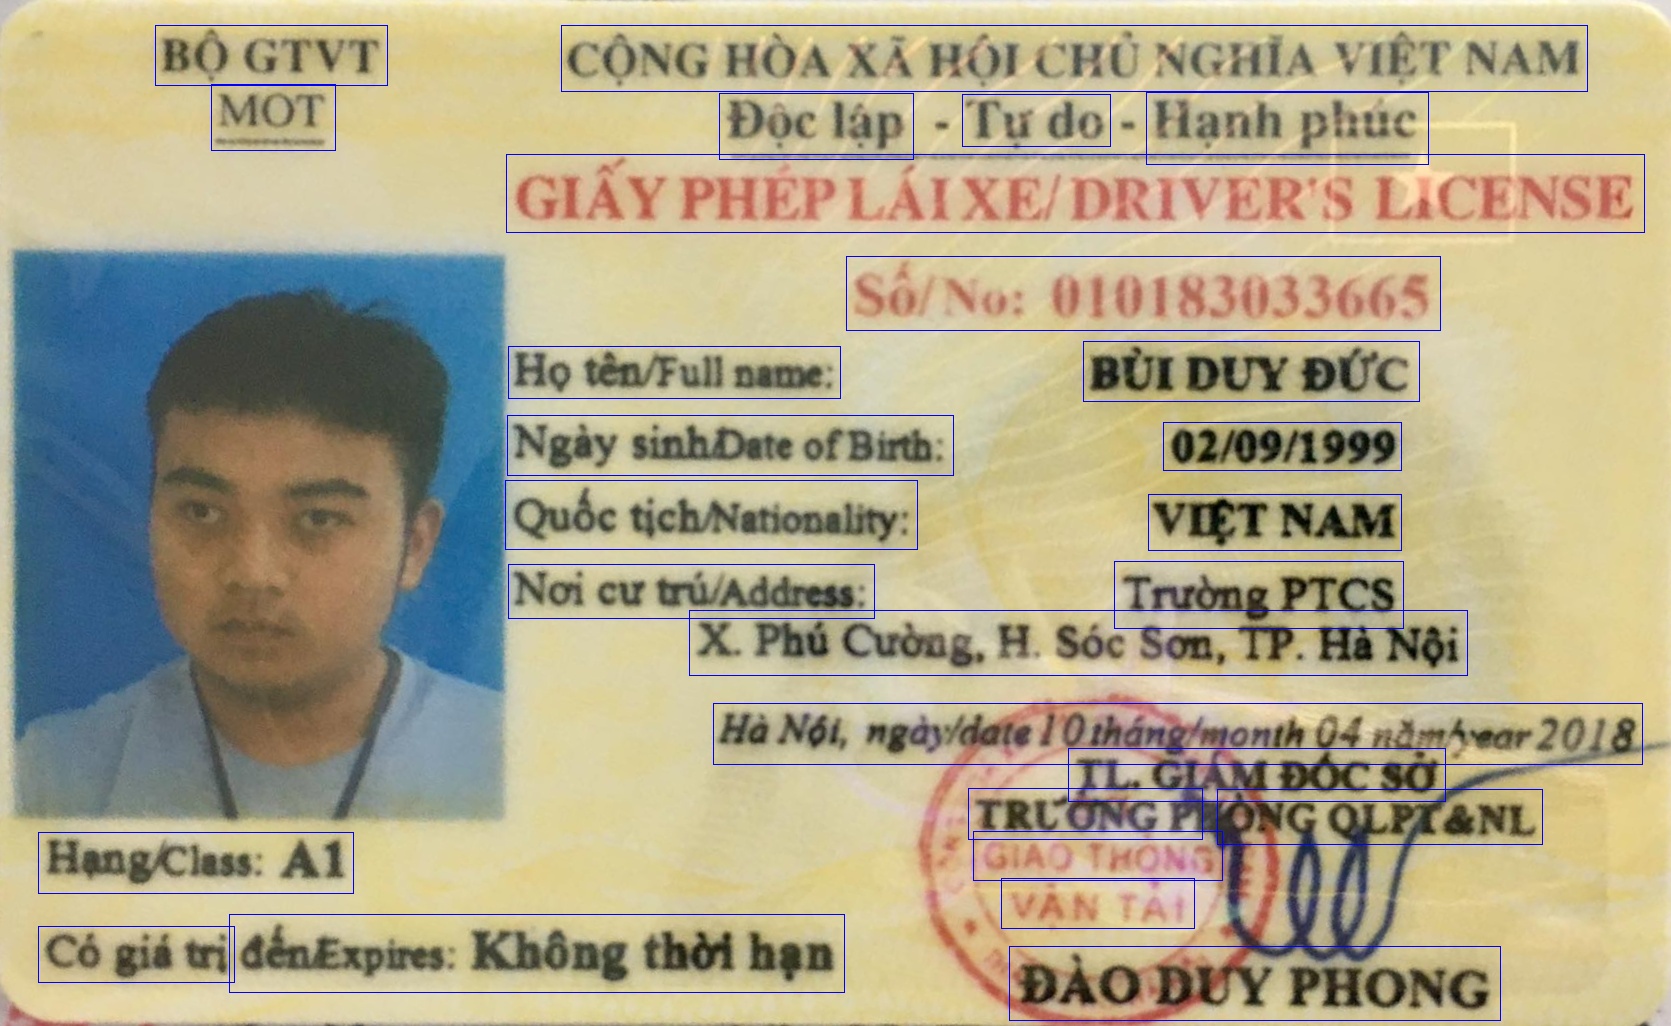 BỘ GTVT
MOT
CỘNG HÒA XÃ HỘI CHỦ NGHĨA VIỆT NAM
Độc lập - Tự do - Hạnh phúc
GIẤY PHÉP LÁI XE/ DRIVER'S LICENSE
Số/No: 010183033665
Họ tên/Full name: BÙI DUY ĐỨC
Ngày sinh/Date of Birth: 02/09/1999
Quốc tịch/Nationality: VIỆT NAM
Nơi cư trú/Address: Trường PTCS
X. Phú Cường, H. Sóc Sơn, TP. Hà Nội
Hà Nội, ngày/date 10 tháng/month 04 năm/year 2018
TL. GIÁM ĐỐC SỞ
TRƯỞNG PHÒNG QLPT&NL
GIAO THÔNG
VẬN TẢI
ĐÀO DUY PHONG
Hạng/Class: A1
Có giá trị đến/Expires: Không thời hạn